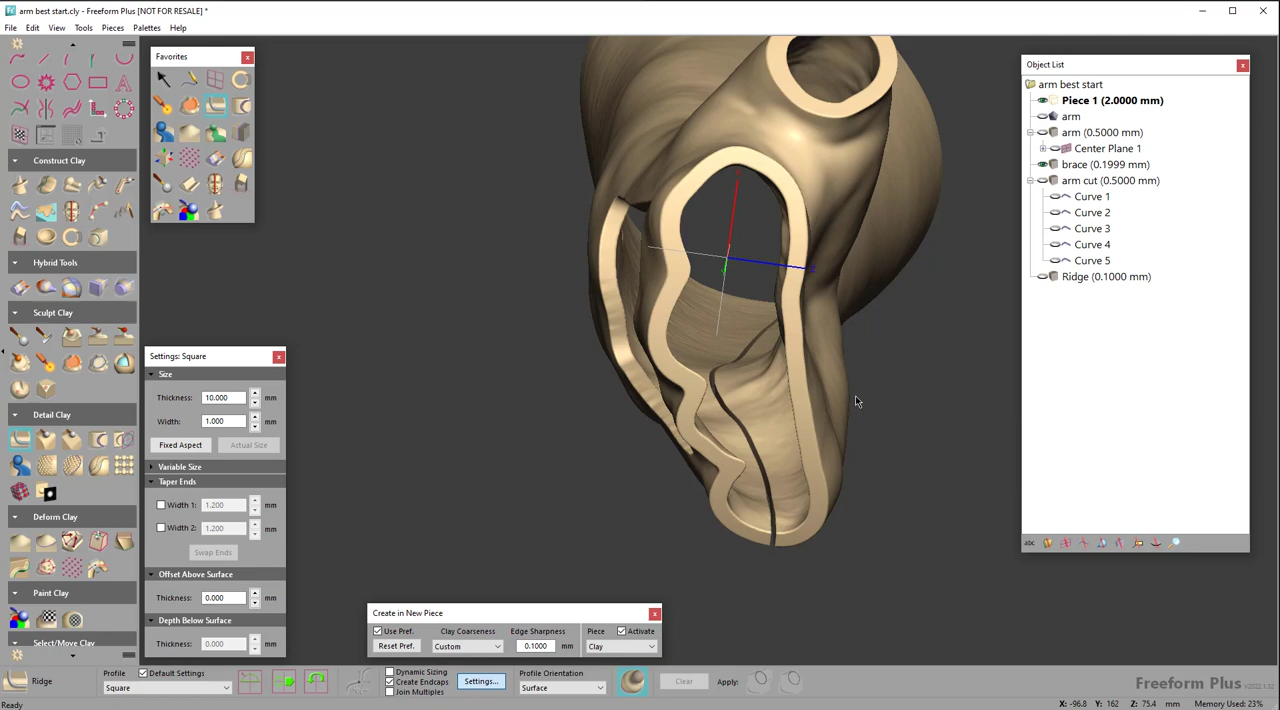 arm best start.cly - Freeform Plus [NOT FOR RESALE] *
File Edit View Tools Pieces Palettes Help
Favorites
Object List
arm best start
Piece 1 (2.0000 mm)
arm
arm (0.5000 mm)
Center Plane 1
brace (0.1999 mm)
arm cut (0.5000 mm)
Curve 1
Curve 2
Curve 3
Curve 4
Curve 5
Ridge (0.1000 mm)
abc
Construct Clay
Hybrid Tools
Sculpt Clay
Detail Clay
Deform Clay
Paint Clay
Select/Move Clay
Settings: Square
Size
Thickness: 10.000 mm
Width: 1.000 mm
Fixed Aspect Actual Size
Variable Size
Taper Ends
Width 1: 1.200 mm
Width 2: 1.200 mm
Swap Ends
Offset Above Surface
Thickness: 0.000 mm
Depth Below Surface
Thickness: 0.000 mm
Create in New Piece
Use Pref. Clay Coarseness Edge Sharpness Piece Activate
Reset Pref. Custom 0.1000 mm Clay
Ridge
Profile Default Settings
Square
Dynamic Sizing
Create Endcaps
Join Multiples
Settings...
Profile Orientation
Surface
Clear
Apply:
Freeform Plus
Ready
X: -96.8 Y: 162 Z: 75.4 mm Memory Used: 23%